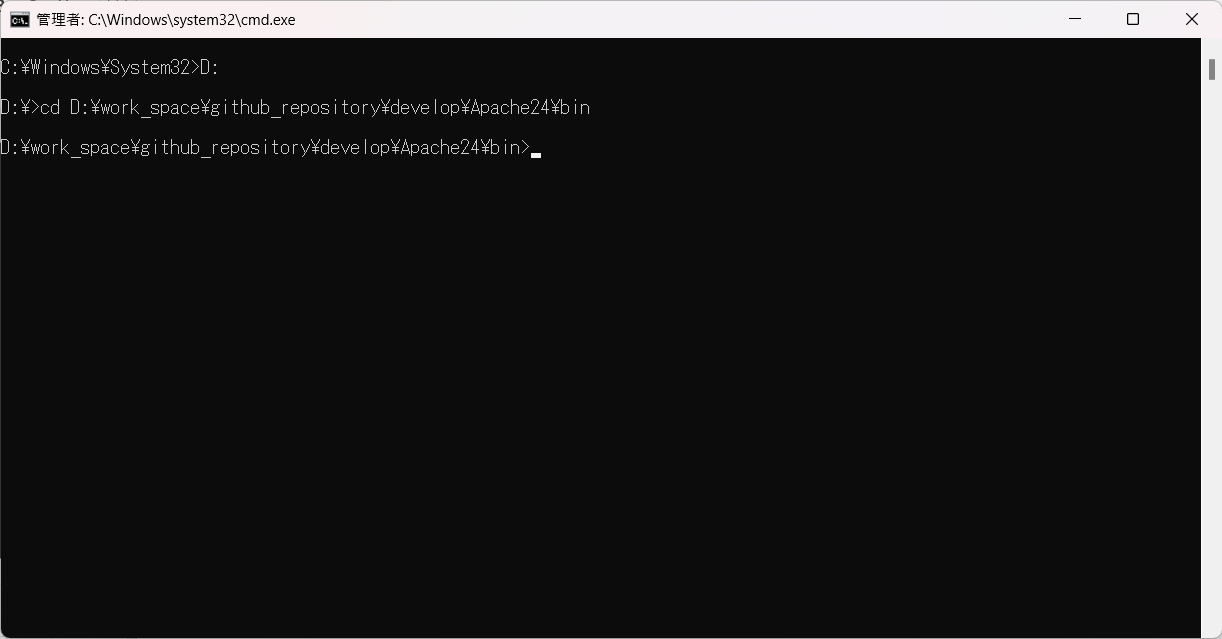 管理者: C:\Windows\system32\cmd.exe
C:¥Windows¥System32>D:
D:¥>cd D:¥work_space¥github_repository¥develop¥Apache24¥bin
D:¥work_space¥github_repository¥develop¥Apache24¥bin>